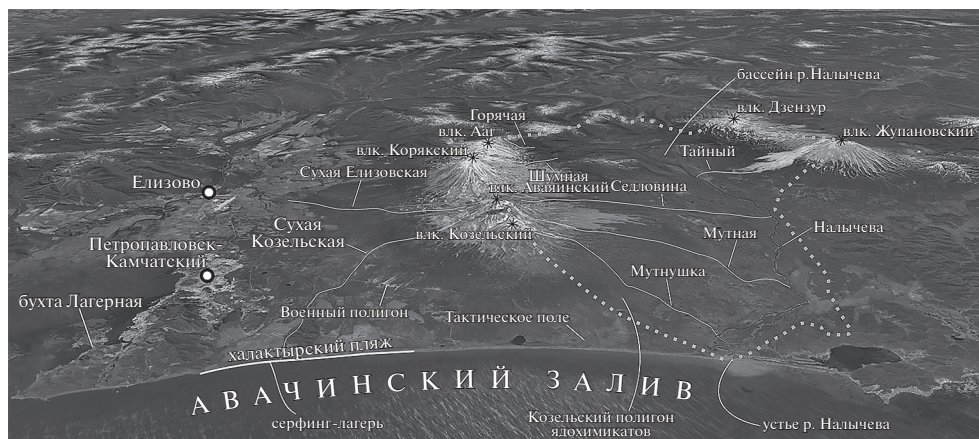 бассейн р.Налычева
влк. Дзензур
Горячая
влк. Ааг
влк. Жупановский
влк. Корякский
Тайный
Сухая Елизовская
Шумная
Елизово
влк. Аваяинский
Седловина
Сухая
Козельская
Мутная
Налычева
влк. Козельский
Петропавловск-
Камчатский
Мутнушка
бухта Лагерная
Военный полигон
Тактическое поле
халактырский пляж
АВАЧИНСКИЙ ЗАЛИВ
серфинг-лагерь
Козельский полигон
ядохимикатов
устье р. Налычева